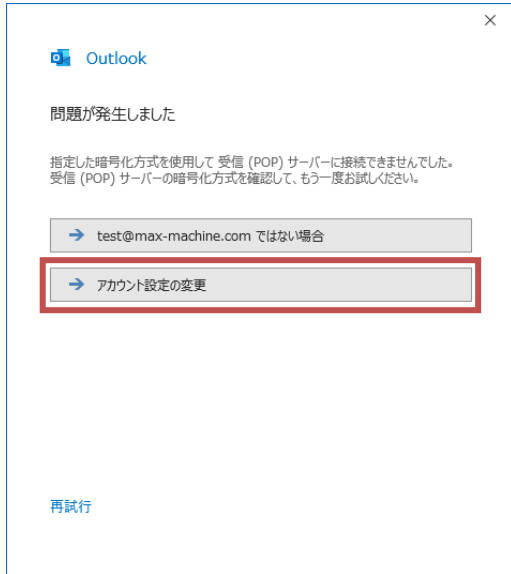 Outlook
問題が発生しました
指定した暗号化方式を使用して 受信 (POP) サーバーに接続できませんでした。
受信 (POP) サーバーの暗号化方式を確認して、もう一度お試しください。
→ test@max-machine.com ではない場合
→ アカウント設定の変更
再試行